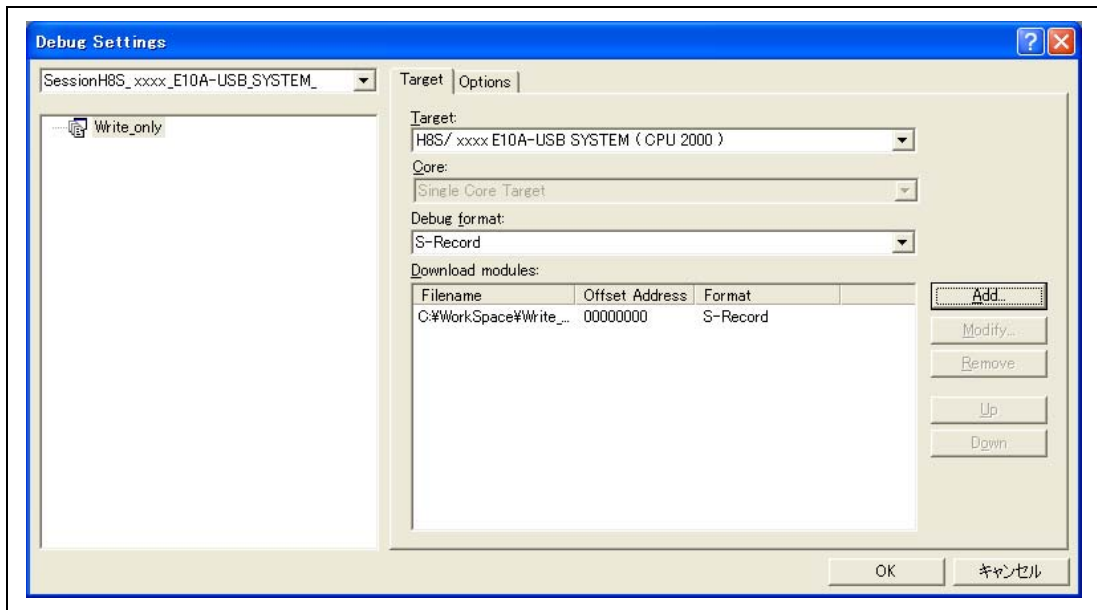 Debug Settings
SessionH8S_ xxxx_E10A-USB_SYSTEM_
Write_only
Target
Options
Target:
H8S/ xxxx E10A-USB SYSTEM ( CPU 2000 )
Core:
Single Core Target
Debug format:
S-Record
Download modules:
Filename Offset Address Format
C:¥WorkSpace¥Write_... 00000000 S-Record
Add...
Modify...
Remove
Up
Down
OK キャンセル